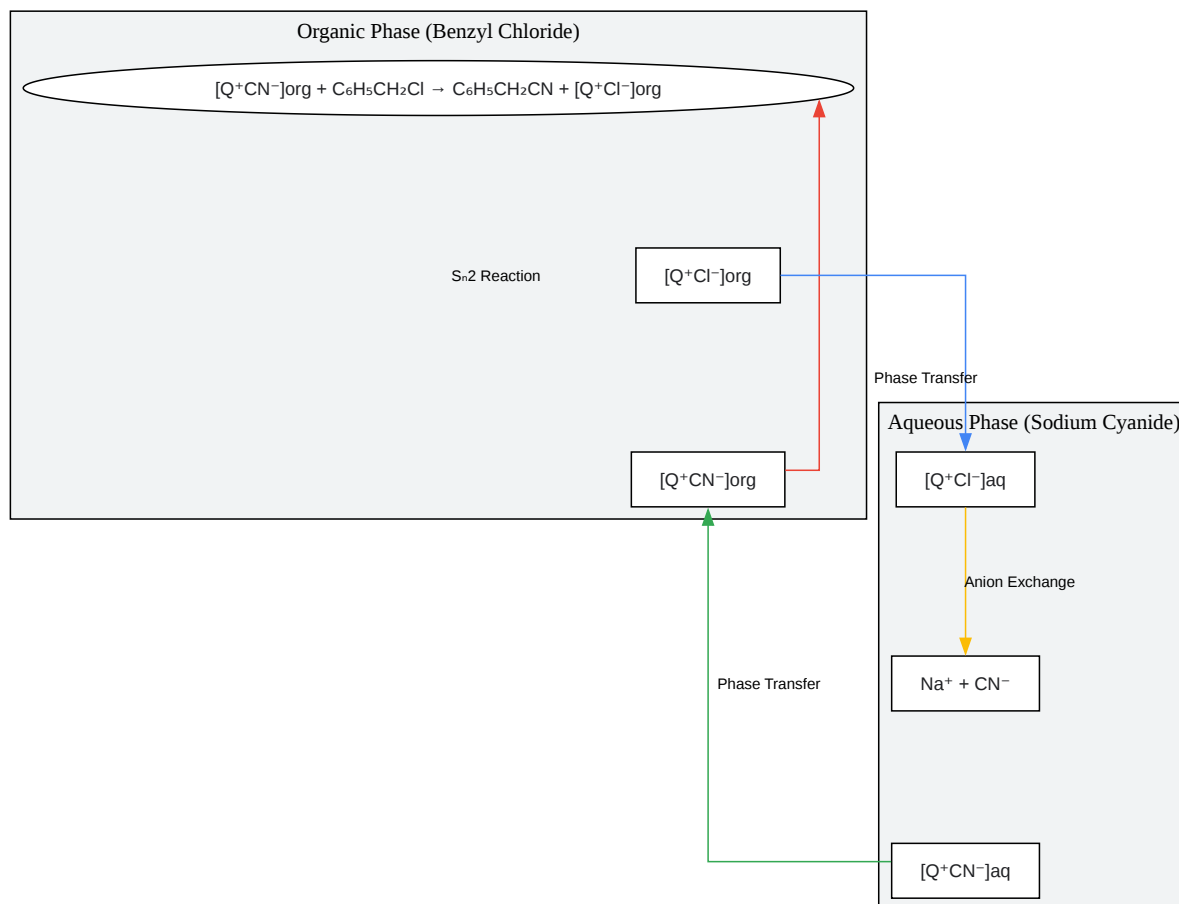 Organic Phase (Benzyl Chloride)
[Q⁺CN⁻]org + C₆H₅CH₂Cl → C₆H₅CH₂CN + [Q⁺Cl⁻]org
Sₙ2 Reaction
[Q⁺Cl⁻]org
Phase Transfer
Aqueous Phase (Sodium Cyanide)
[Q⁺CN⁻]org
[Q⁺Cl⁻]aq
Anion Exchange
Na⁺ + CN⁻
Phase Transfer
[Q⁺CN⁻]aq